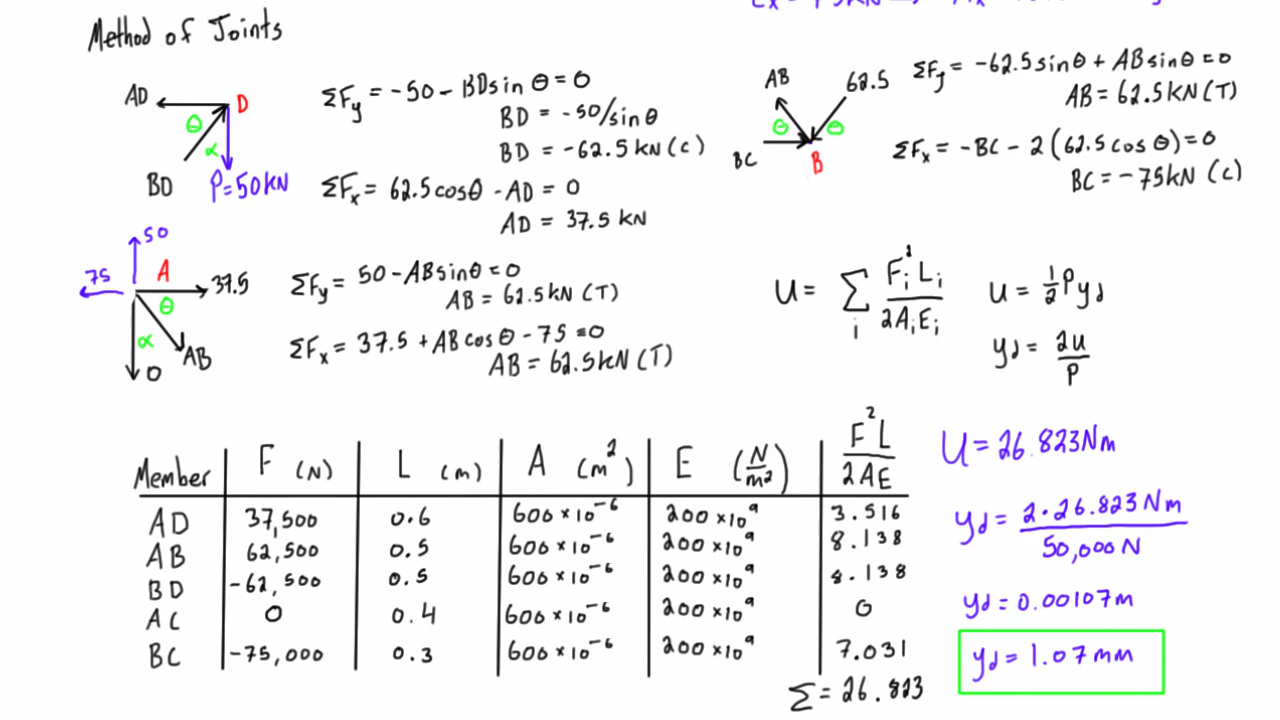 Method of Joints
AD
D
θ
α
BD
P=50kN
ΣFy = -50 - BDsin θ = 0
BD = -50/sinθ
BD = -62.5 kN (c)
ΣFx = 62.5cosθ - AD = 0
AD = 37.5 kN
AB
62.5
θ
θ
BC
B
ΣFy = -62.5sinθ + ABsinθ = 0
AB = 62.5kN (T)
ΣFx = -BC - 2(62.5 cos θ) = 0
BC = -75kN (C)
50
75
A
37.5
θ
α
AB
0
ΣFy = 50 - ABsinθ = 0
AB = 62.5kN (T)
ΣFx = 37.5 + ABcosθ - 75 = 0
AB = 62.5kN (T)
U = Σi Fi²Li / 2AiEi
U = ½Pyd
yd = 2U/P
Member F (N) L (m) A (m²) E (N/m²) F²L/2AE
AD 37,500 0.6 600×10⁻⁶ 200×10⁹ 3.516
AB 62,500 0.5 600×10⁻⁶ 200×10⁹ 8.138
BD -62,500 0.5 600×10⁻⁶ 200×10⁹ 8.138
AC 0 0.4 600×10⁻⁶ 200×10⁹ 0
BC -75,000 0.3 600×10⁻⁶ 200×10⁹ 7.031
Σ = 26.823
U = 26.823Nm
yd = 2·26.823 Nm / 50,000 N
yd = 0.00107m
yd = 1.07mm